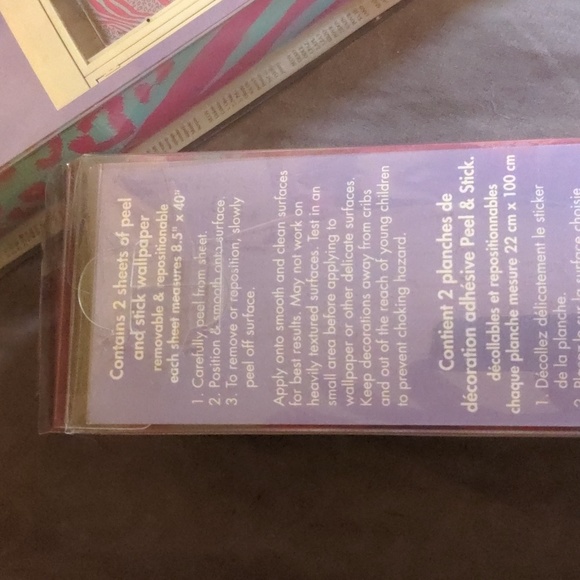 Contains 2 sheets of peel
and stick wallpaper
removable & repositionable
each sheet measures 8.5" x 40"
1. Carefully peel from sheet.
2. Position & smooth onto surface.
3. To remove or reposition, slowly
peel off surface.
Apply onto smooth and clean surfaces
for best results. May not work on
heavily textured surfaces. Test in an
small area before applying to
wallpaper or other delicate surfaces.
Keep decorations away from cribs
and out of the reach of young children
to prevent choking hazard.
Contient 2 planches de
décoration adhésive Peel & Stick.
décollables et repositionnables
chaque planche mesure 22 cm x 100 cm
1. Décollez délicatement le sticker
de la planche.